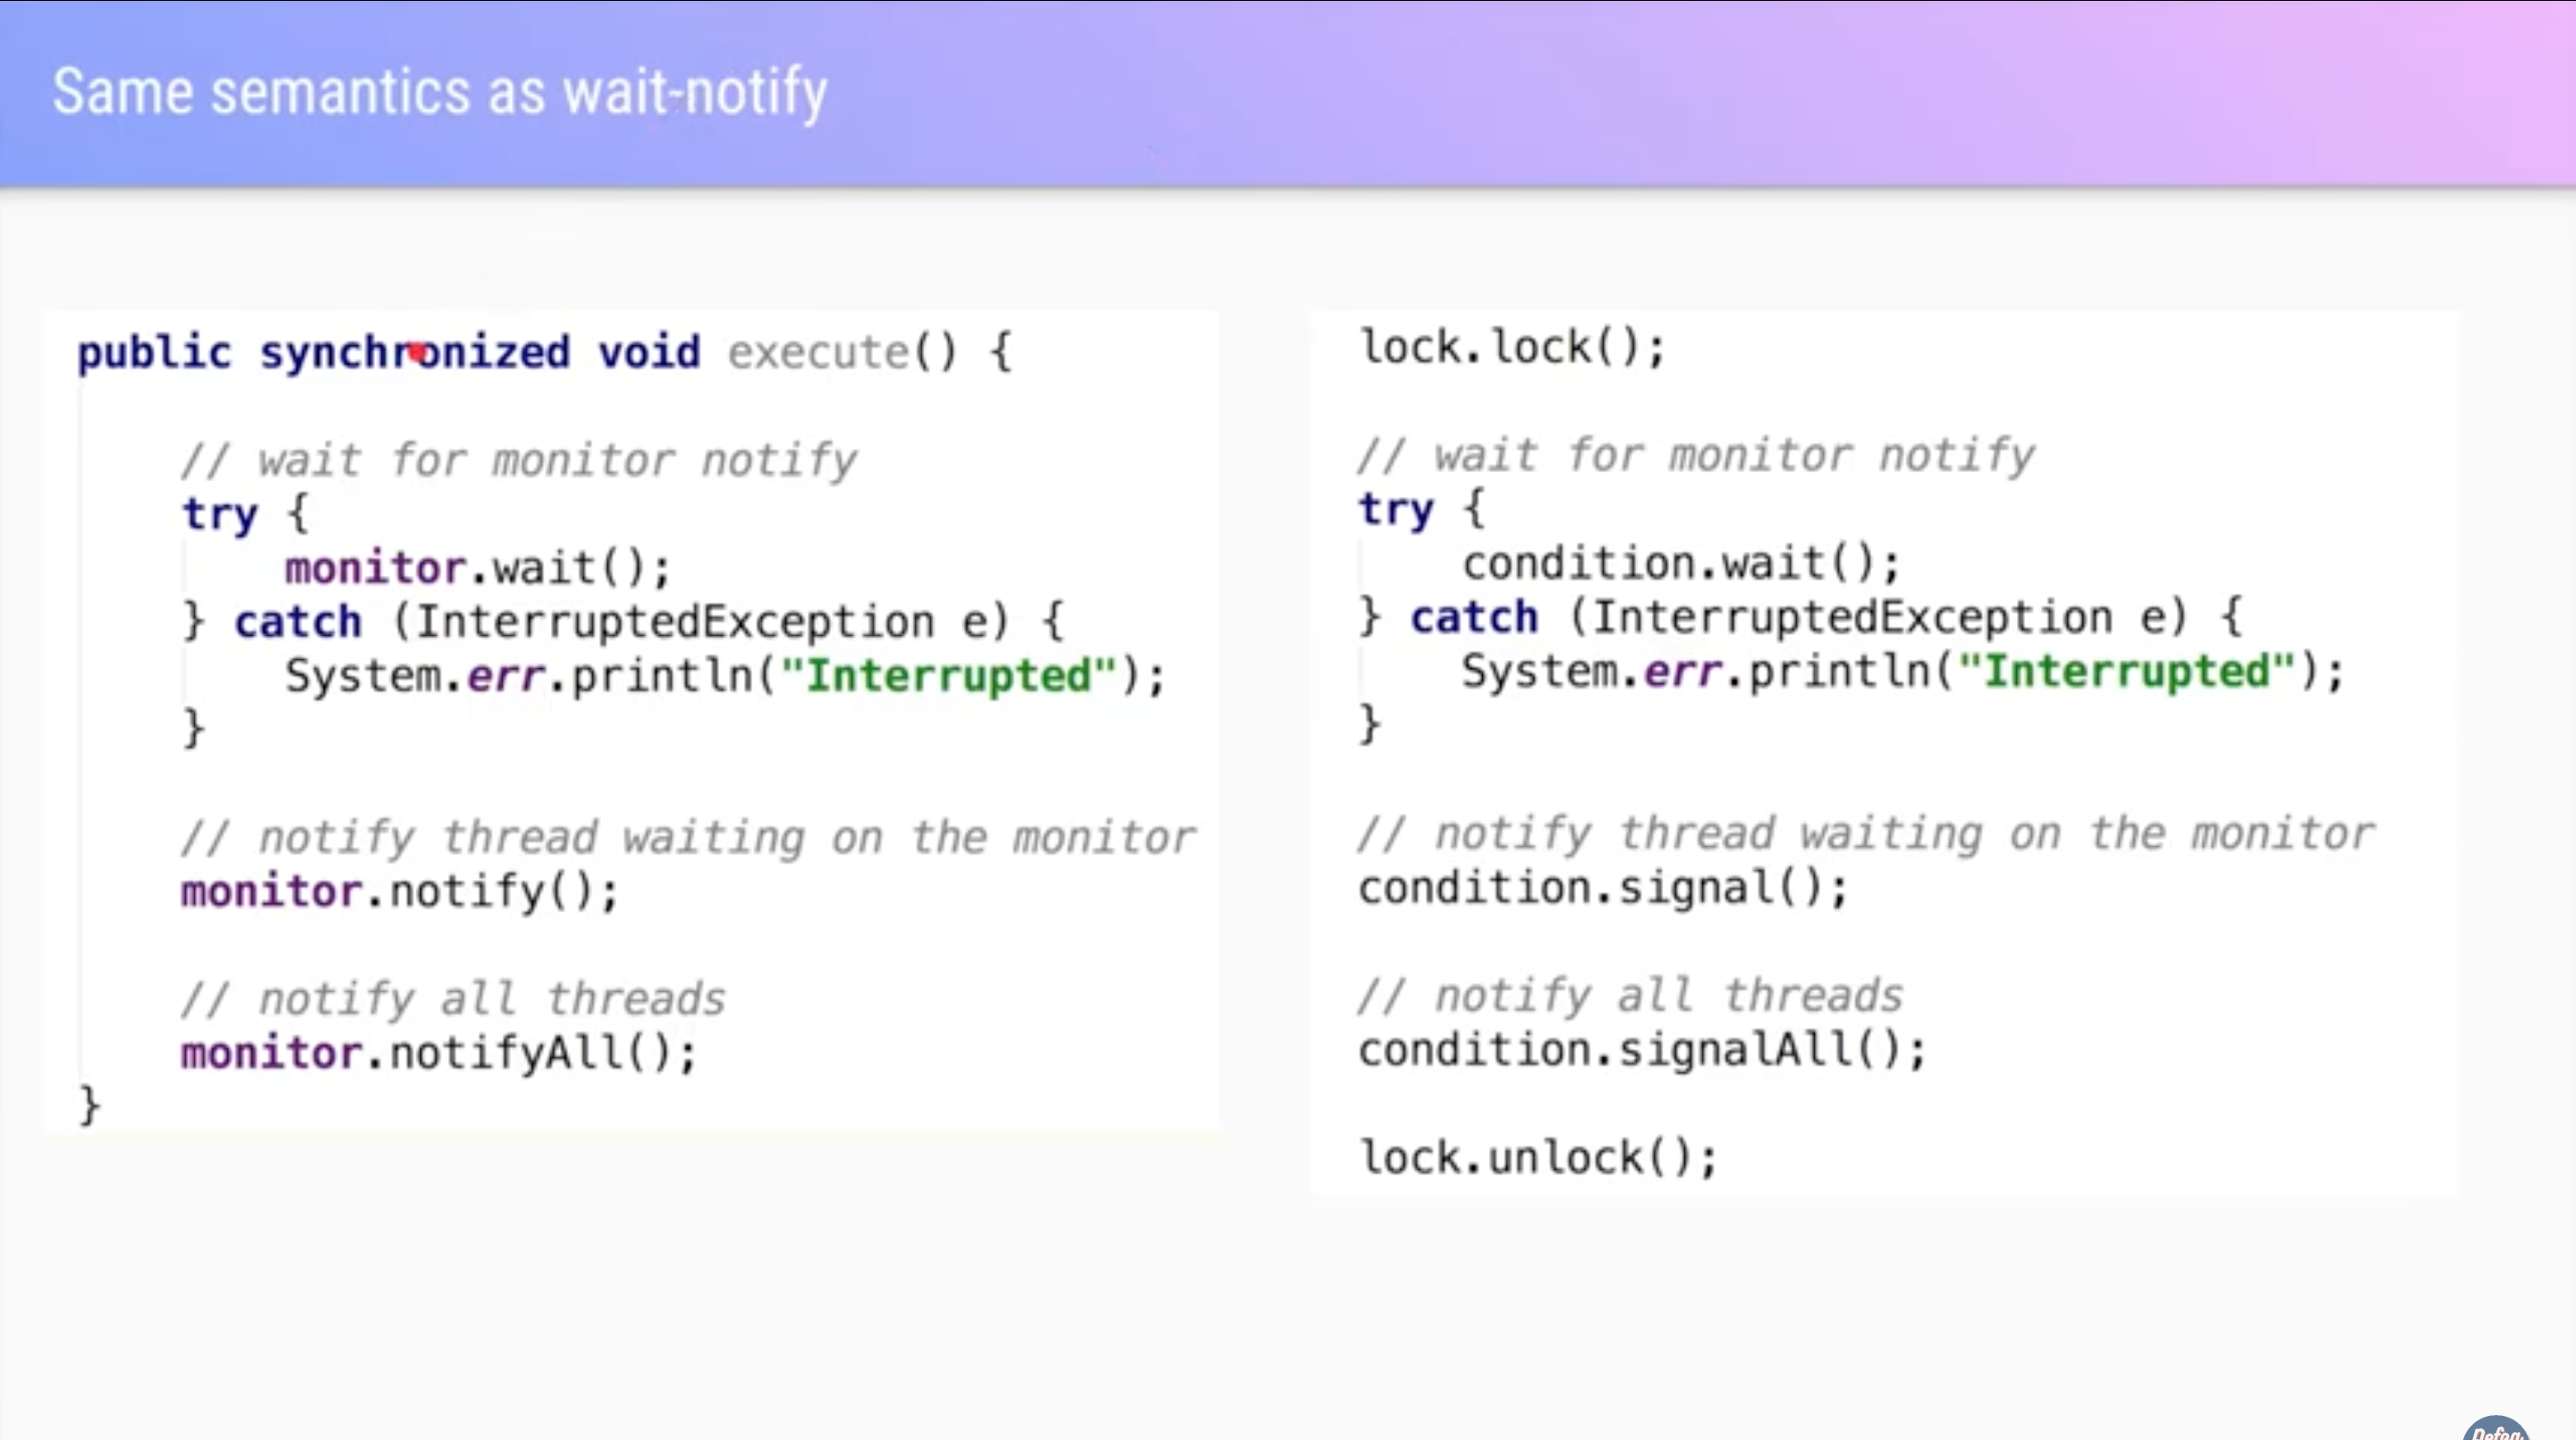 Same semantics as wait-notify
public synchronized void execute() {
// wait for monitor notify
try {
monitor.wait();
} catch (InterruptedException e) {
System.err.println("Interrupted");
}
// notify thread waiting on the monitor
monitor.notify();
// notify all threads
monitor.notifyAll();
}
lock.lock();
// wait for monitor notify
try {
condition.wait();
} catch (InterruptedException e) {
System.err.println("Interrupted");
}
// notify thread waiting on the monitor
condition.signal();
// notify all threads
condition.signalAll();
lock.unlock();